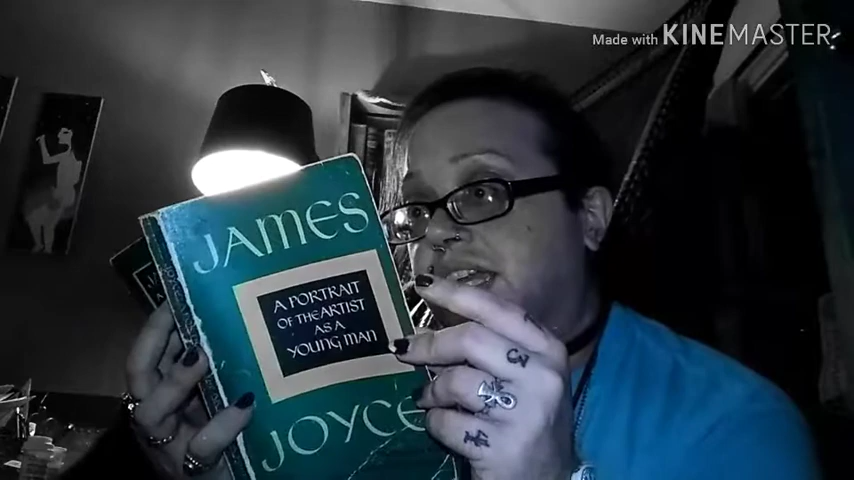 Made with KINEMASTER
JAMES
A PORTRAIT
OF THE ARTIST
AS A
YOUNG MAN
JOYCE